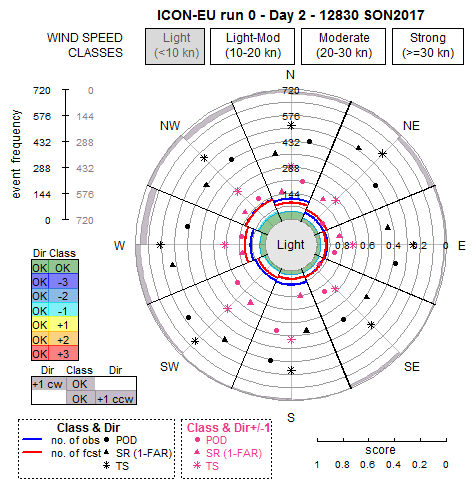 ICON-EU run 0 - Day 2 - 12830 SON2017
WIND SPEED CLASSES
Light (<10 kn)
Light-Mod (10-20 kn)
Moderate (20-30 kn)
Strong (>=30 kn)
event frequency
720 0
576 144
432 288
288 432
144 576
0 720
N
NE
E
SE
S
SW
W
NW
720
576
432
288
144
Light
0.8 0.6 0.4 0.2 0
Dir Class
OK OK
OK -3
OK -2
OK -1
OK +1
OK +2
OK +3
Dir Class Dir
+1 cw OK
OK +1 ccw
Class & Dir
no. of obs POD
no. of fcst SR (1-FAR)
TS
Class & Dir+/-1
POD
SR (1-FAR)
TS
score
1 0.8 0.6 0.4 0.2 0